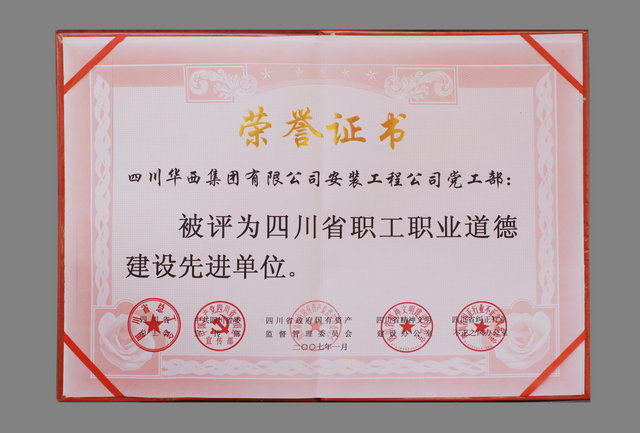 荣誉证书
四川华西集团有限公司安装工程公司党工部：
被评为四川省职工职业道德
建设先进单位。
四川省政府国有资产
监督管理委员会
二〇〇七年一月
宣传部